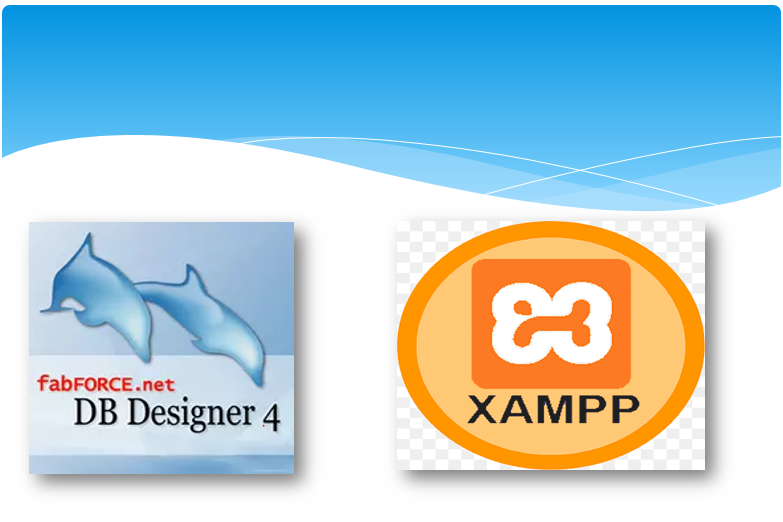 fabFORCE.net
DB Designer 4
XAMPP